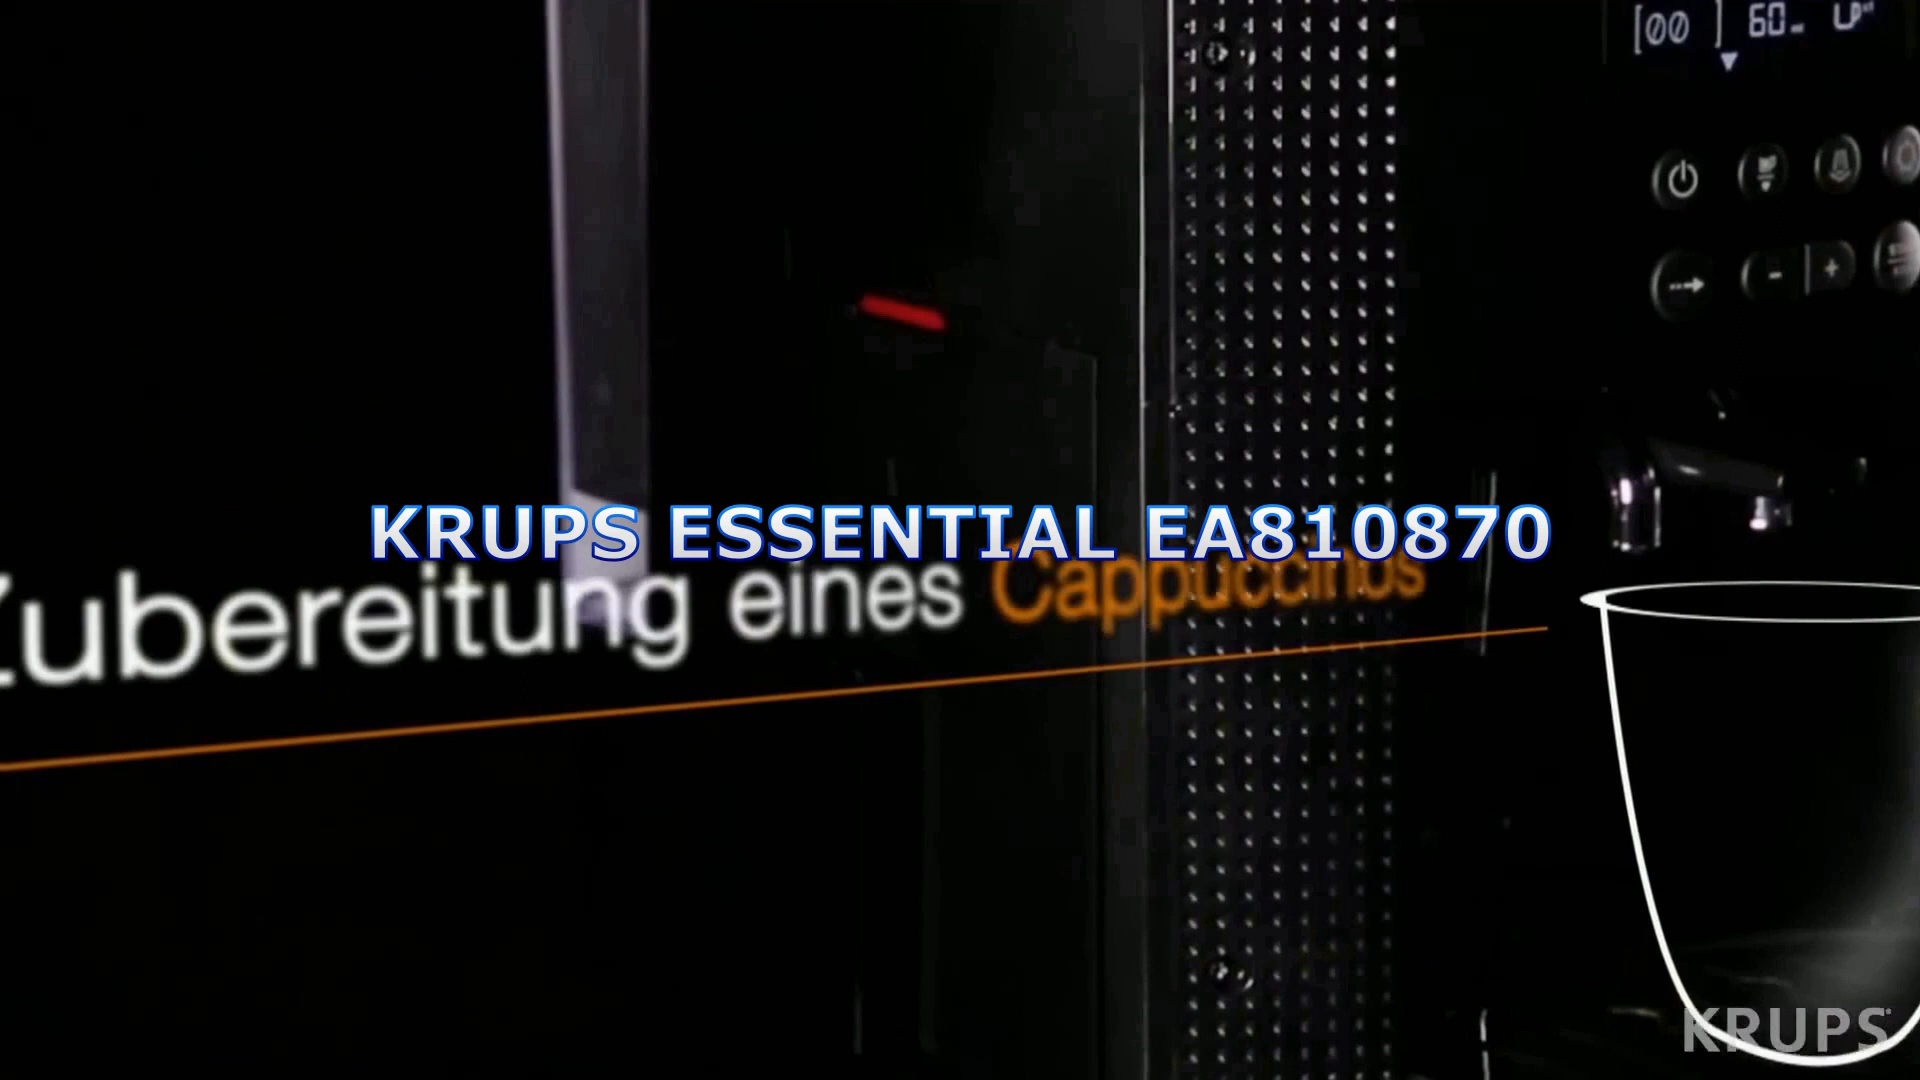 [00 ] 60
KRUPS ESSENTIAL EA810870
Zubereitung eines Cappuccinos
KRUPS